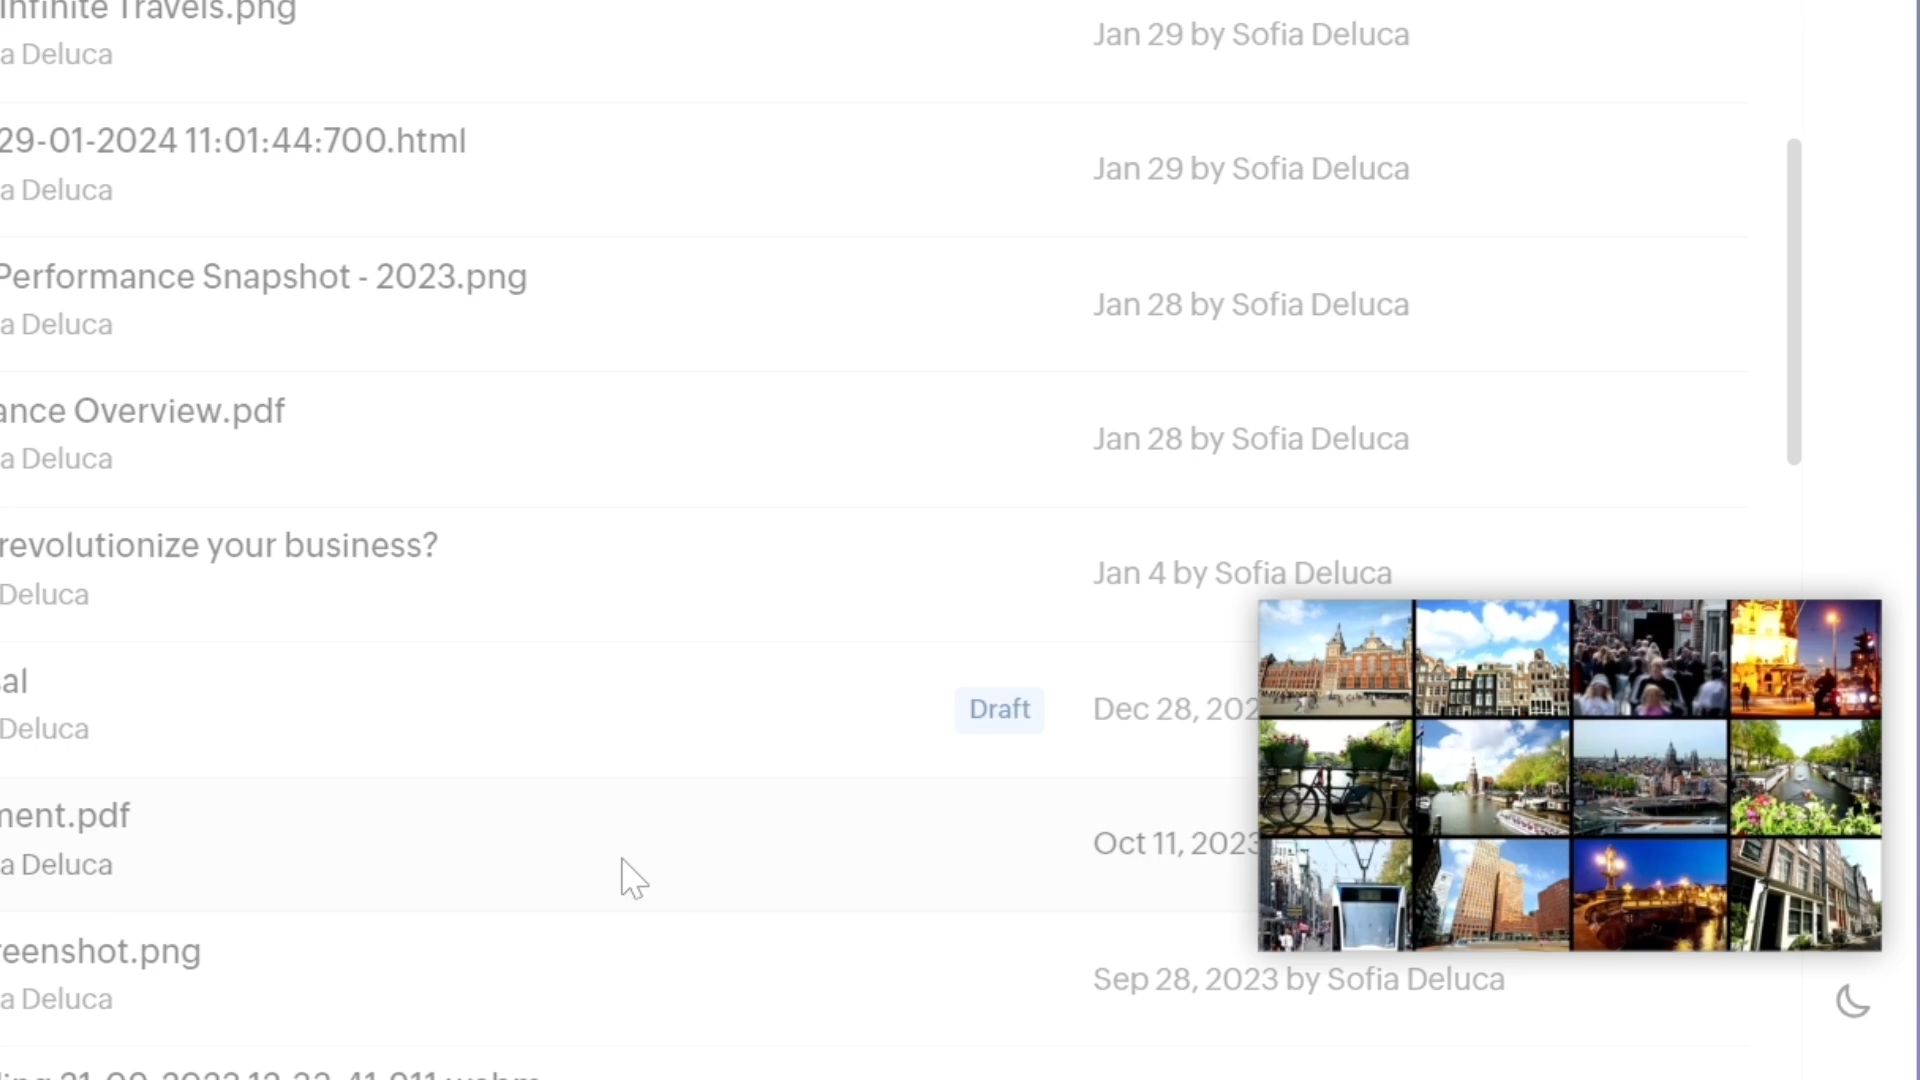 Infinite Travels.png
a Deluca
Jan 29 by Sofia Deluca
29-01-2024 11:01:44:700.html
a Deluca
Jan 29 by Sofia Deluca
Performance Snapshot - 2023.png
a Deluca
Jan 28 by Sofia Deluca
ance Overview.pdf
a Deluca
Jan 28 by Sofia Deluca
revolutionize your business?
Deluca
Jan 4 by Sofia Deluca
sal
Deluca
Draft
Dec 28, 202
ment.pdf
a Deluca
Oct 11, 2023
reenshot.png
a Deluca
Sep 28, 2023 by Sofia Deluca